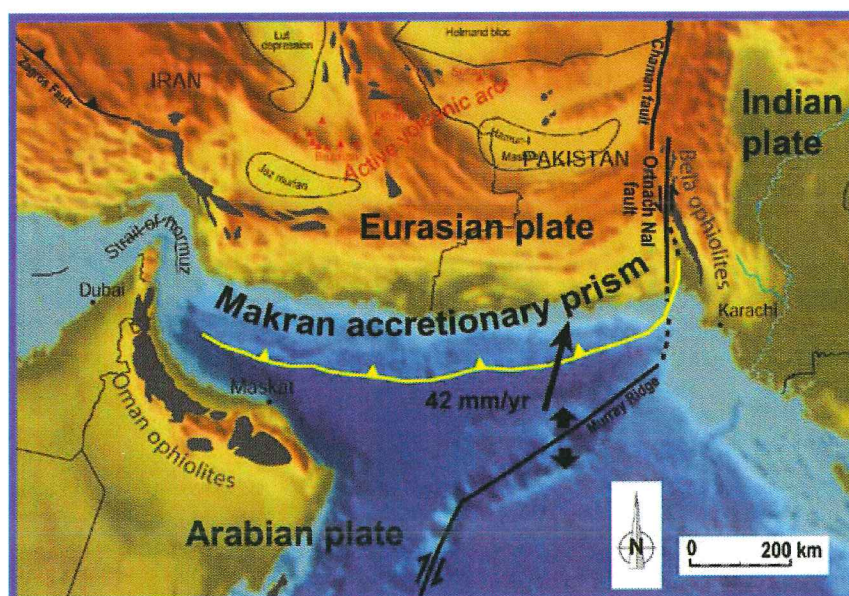 Lut
depression
Helmand bloc
Zagros Fault
IRAN
Chaman fault
Indian
plate
Active volcanic arc
Hamun-i
PAKISTAN
Jaz murian
Ornach Nal
fault
Bela ophiolites
Eurasian plate
Strait of hormuz
Dubai
Makran accretionary prism
Karachi
Maskat
42 mm/yr
Oman ophiolites
Murray Ridge
Arabian plate
N
0 200 km